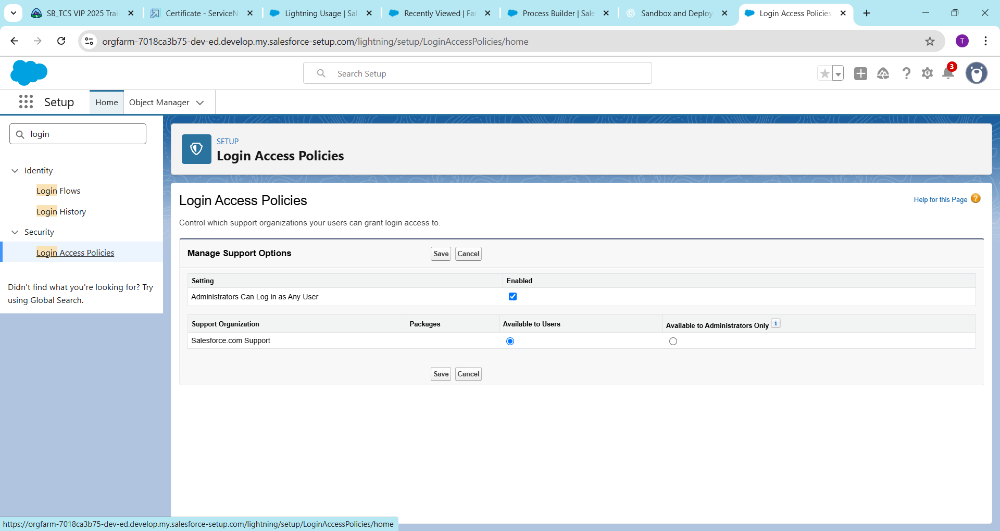 SB_TCS VIP 2025 Trail
Certificate - ServiceN
Lightning Usage | Sal
Recently Viewed | Far
Process Builder | Sale
Sandbox and Deploy
Login Access Policies
orgfarm-7018ca3b75-dev-ed.develop.my.salesforce-setup.com/lightning/setup/LoginAccessPolicies/home
T
Search Setup
3
Setup
Home
Object Manager
login
Identity
Login Flows
Login History
Security
Login Access Policies
Didn't find what you're looking for? Try
using Global Search.
SETUP
Login Access Policies
Login Access Policies
Help for this Page ?
Control which support organizations your users can grant login access to.
Manage Support Options
Save
Cancel
Setting
Enabled
Administrators Can Log in as Any User
Support Organization
Packages
Available to Users
Available to Administrators Only i
Salesforce.com Support
Save
Cancel
https://orgfarm-7018ca3b75-dev-ed.develop.my.salesforce-setup.com/lightning/setup/LoginAccessPolicies/home